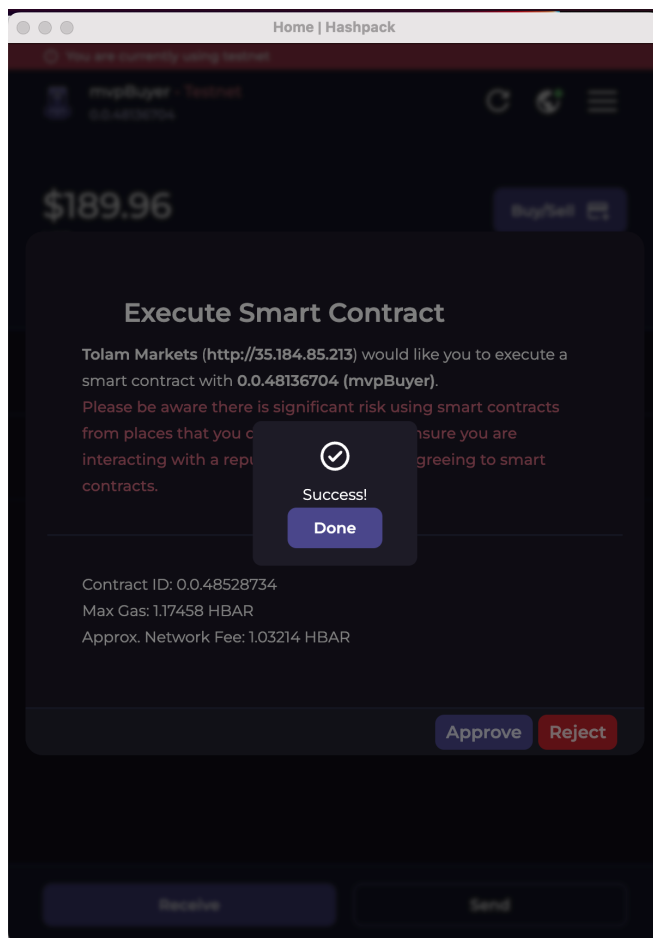 Home | Hashpack
You are currently using testnet
mvpBuyer - Testnet
0.0.48136704
$189.96
Buy/Sell
Execute Smart Contract
Tolam Markets (http://35.184.85.213) would like you to execute a
smart contract with 0.0.48136704 (mvpBuyer).
Please be aware there is significant risk using smart contracts
from places that you nsure you are
interacting with a greeing to smart
contracts.
Success!
Done
Contract ID: 0.0.48528734
Max Gas: 1.17458 HBAR
Approx. Network Fee: 1.03214 HBAR
Approve
Reject
Receive
Send